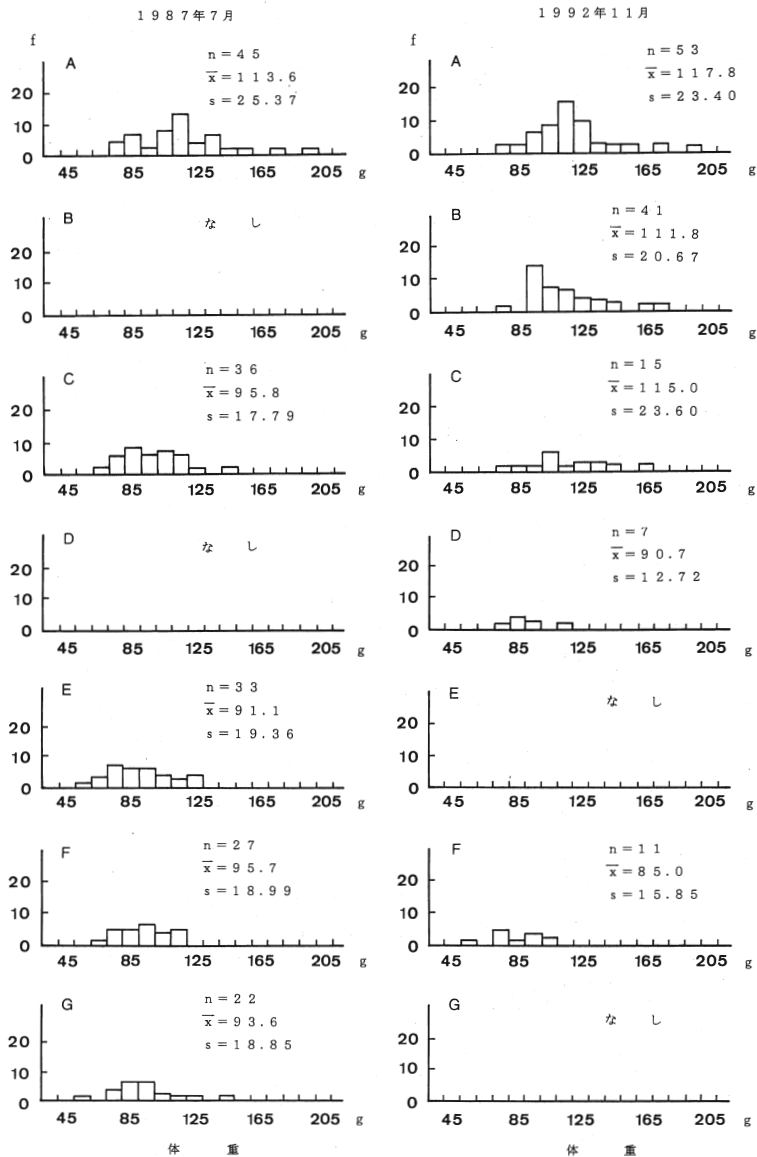 １９８７年７月
f
A
n＝４５
x̄＝１１３.６
s＝２５.３７
20
10
0
45 85 125 165 205 g
B
な し
20
10
0
45 85 125 165 205 g
C
n＝３６
x̄＝９５.８
s＝１７.７９
20
10
0
45 85 125 165 205 g
D
な し
20
10
0
45 85 125 165 205 g
E
n＝３３
x̄＝９１.１
s＝１９.３６
20
10
0
45 85 125 165 205 g
F
n＝２７
x̄＝９５.７
s＝１８.９９
20
10
0
45 85 125 165 205 g
G
n＝２２
x̄＝９３.６
s＝１８.８５
20
10
0
45 85 125 165 205 g
体 重
１９９２年１１月
f
A
n＝５３
x̄＝１１７.８
s＝２３.４０
20
10
0
45 85 125 165 205 g
B
n＝４１
x̄＝１１１.８
s＝２０.６７
20
10
0
45 85 125 165 205 g
C
n＝１５
x̄＝１１５.０
s＝２３.６０
20
10
0
45 85 125 165 205 g
D
n＝７
x̄＝９０.７
s＝１２.７２
20
10
0
45 85 125 165 205 g
E
な し
20
10
0
45 85 125 165 205 g
F
n＝１１
x̄＝８５.０
s＝１５.８５
20
10
0
45 85 125 165 205 g
G
な し
20
10
0
45 85 125 165 205 g
体 重